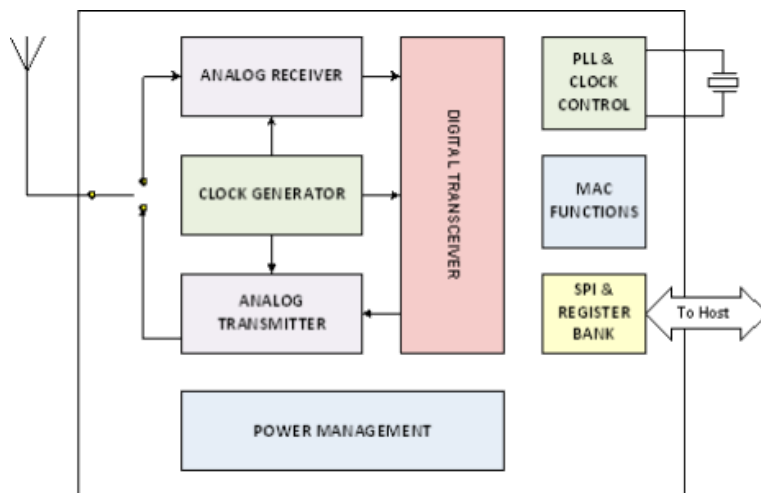 ANALOG RECEIVER
DIGITAL TRANSCEIVER
PLL &
CLOCK
CONTROL
CLOCK GENERATOR
MAC
FUNCTIONS
ANALOG
TRANSMITTER
SPI &
REGISTER
BANK
To Host
POWER MANAGEMENT